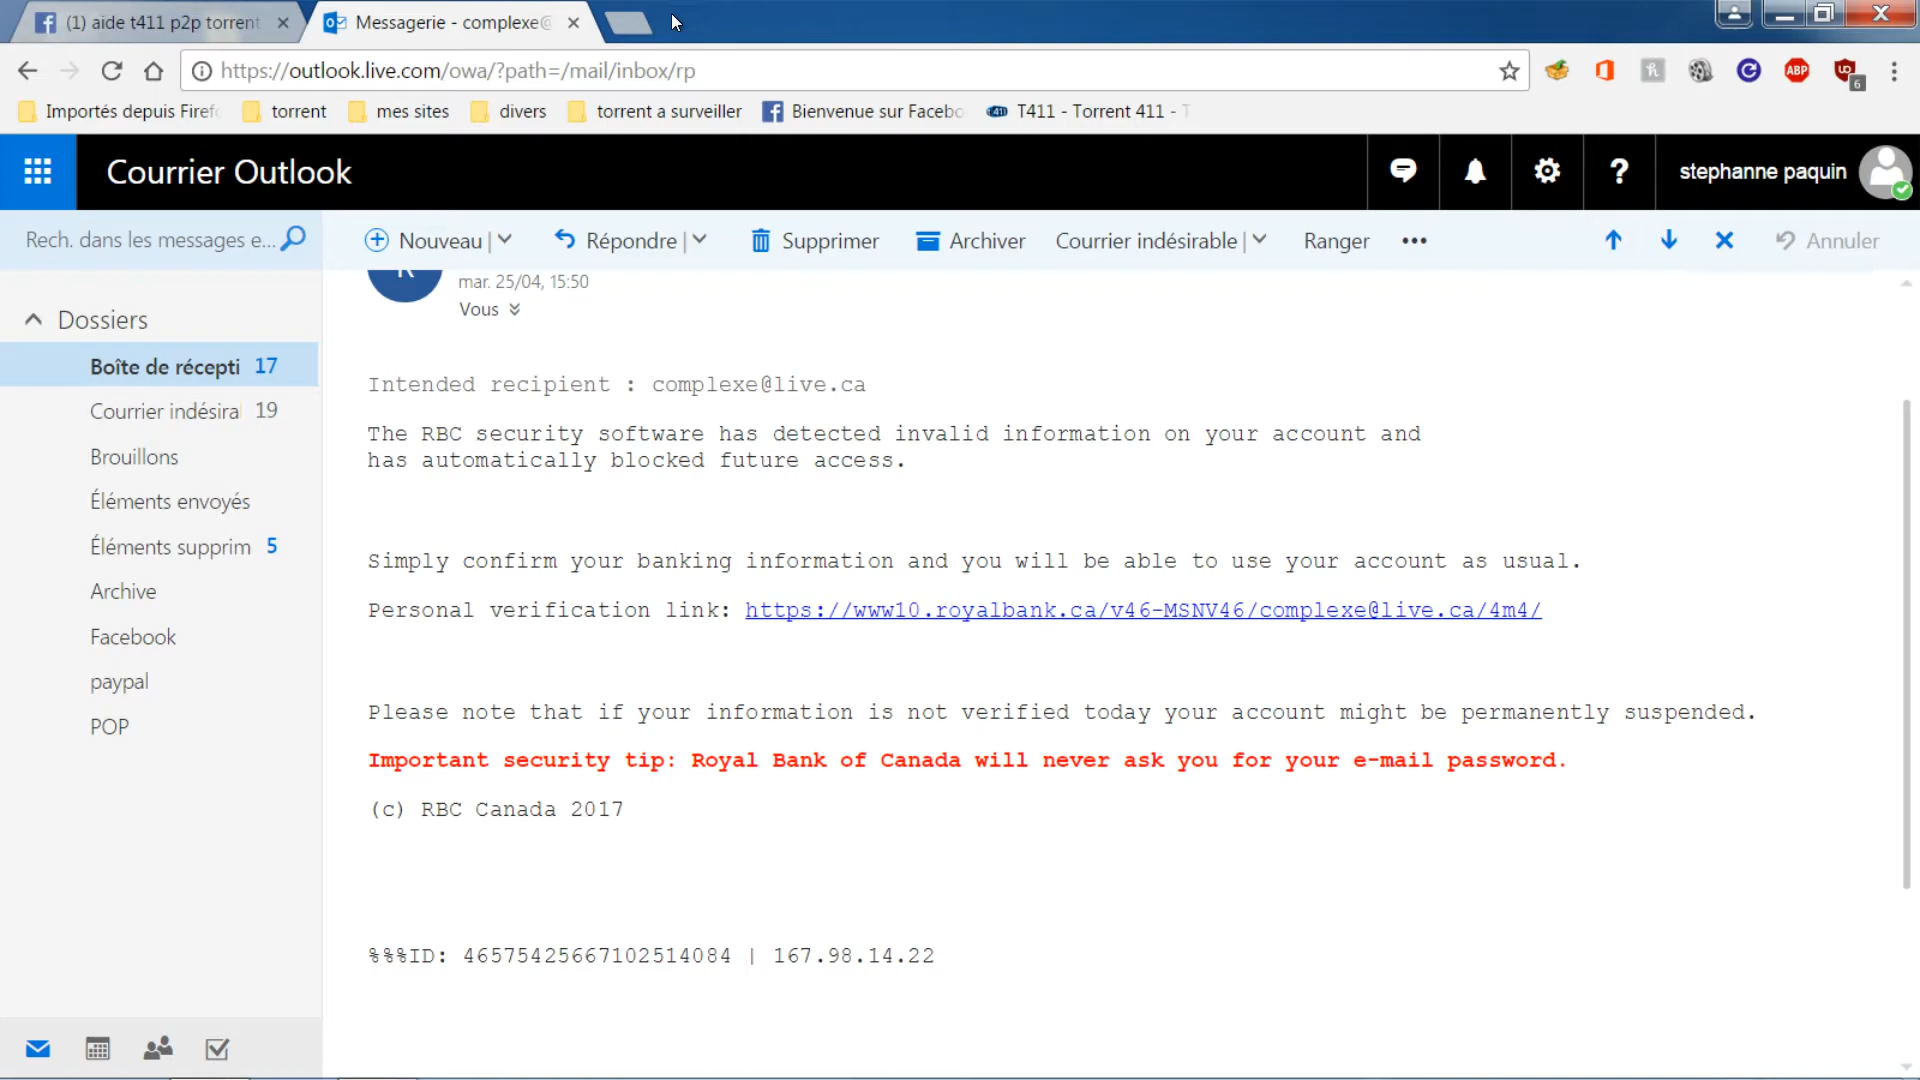 (1) aide t411 p2p torrent
Messagerie - complexe@
https://outlook.live.com/owa/?path=/mail/inbox/rp
ABP
6
Importés depuis Firef
torrent
mes sites
divers
torrent a surveiller
Bienvenue sur Facebo
T411 - Torrent 411 - T
Courrier Outlook
stephanne paquin
Rech. dans les messages e...
Nouveau
Répondre
Supprimer
Archiver
Courrier indésirable
Ranger
Annuler
mar. 25/04, 15:50
Vous
Dossiers
Boîte de récepti 17
Courrier indésiral 19
Brouillons
Éléments envoyés
Éléments supprim 5
Archive
Facebook
paypal
POP
Intended recipient : complexe@live.ca
The RBC security software has detected invalid information on your account and
has automatically blocked future access.
Simply confirm your banking information and you will be able to use your account as usual.
Personal verification link: https://www10.royalbank.ca/v46-MSNV46/complexe@live.ca/4m4/
Please note that if your information is not verified today your account might be permanently suspended.
Important security tip: Royal Bank of Canada will never ask you for your e-mail password.
(c) RBC Canada 2017
%%%ID: 46575425667102514084 | 167.98.14.22